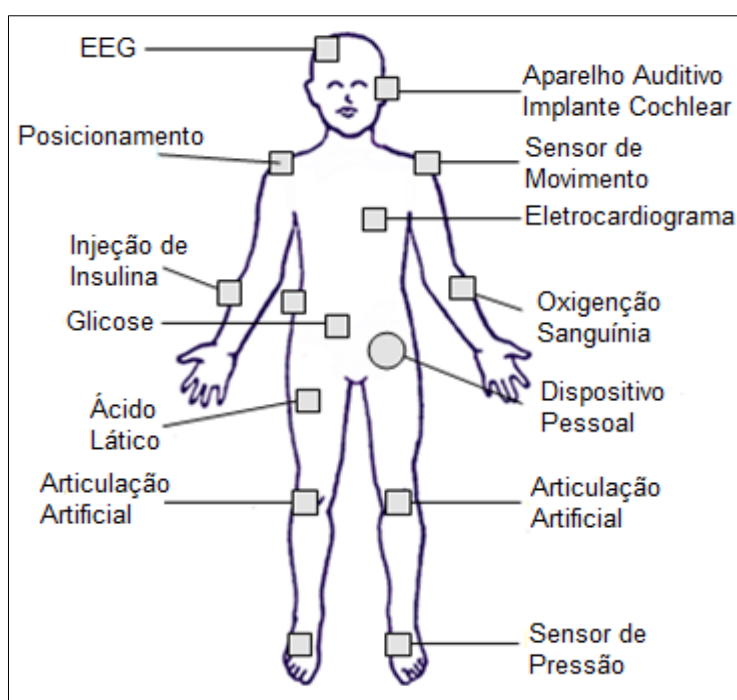 EEG
Aparelho Auditivo
Implante Cochlear
Posicionamento
Sensor de
Movimento
Eletrocardiograma
Injeção de
Insulina
Glicose
Oxigenção
Sanguínia
Dispositivo
Pessoal
Ácido
Lático
Articulação
Artificial
Articulação
Artificial
Sensor de
Pressão